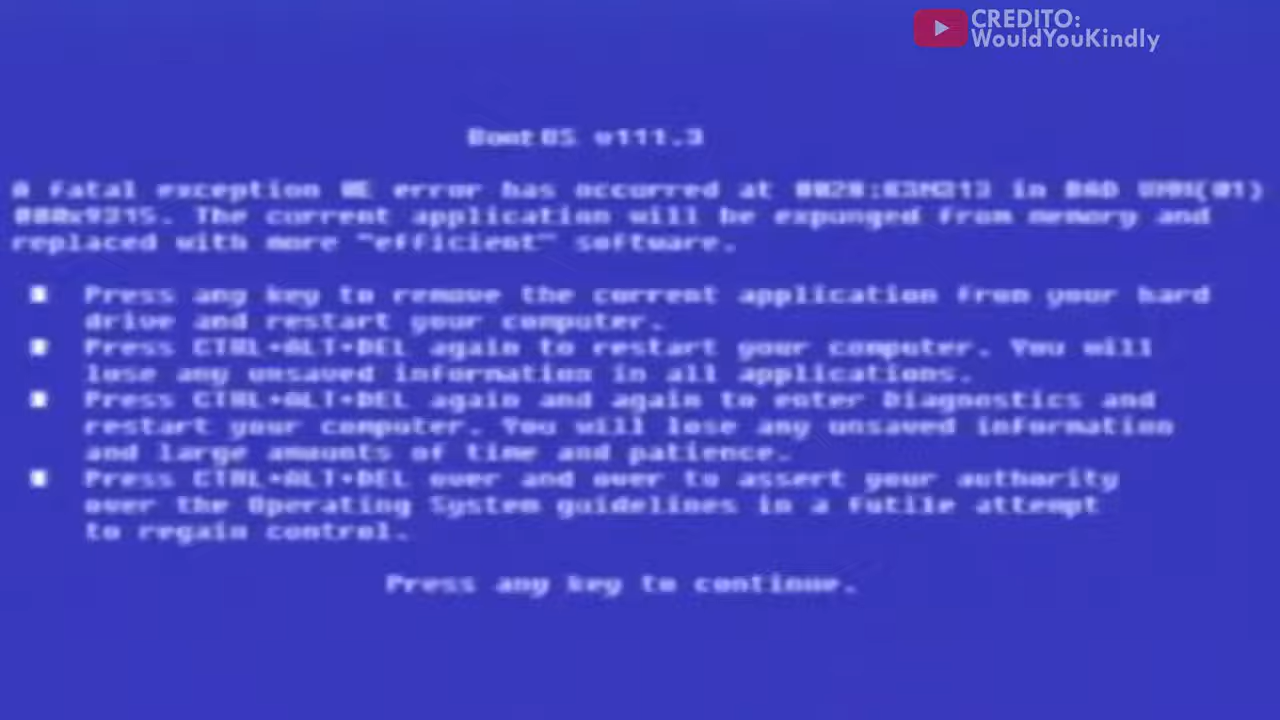 CREDITO:
WouldYouKindly
BootOS v111.3
A fatal exception 0E error has occurred at in BAD
The current application will be expunged from memory and
replaced with more "efficient" software.
Press any key to remove the current application from your hard
drive and restart your computer.
Press CTRL+ALT+DEL again to restart your computer. You will
lose any unsaved information in all applications.
Press CTRL+ALT+DEL again and again to enter Diagnostics and
restart your computer. You will lose any unsaved information
and large amounts of time and patience.
Press CTRL+ALT+DEL over and over to assert your authority
over the Operating System guidelines in a futile attempt
to regain control.
Press any key to continue.